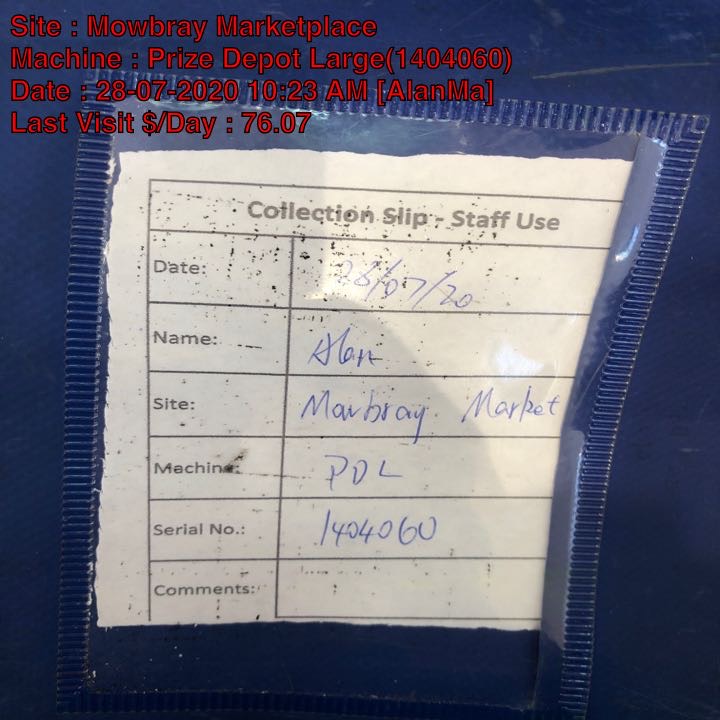 Site : Mowbray Marketplace
Machine : Prize Depot Large(1404060)
Date : 28-07-2020 10:23 AM [AlanMa]
Last Visit $/Day : 76.07
Collection Slip - Staff Use
Date: 28/07/20
Name: Alan
Site: Mowbray Market
Machine: PDL
Serial No.: 1404060
Comments: